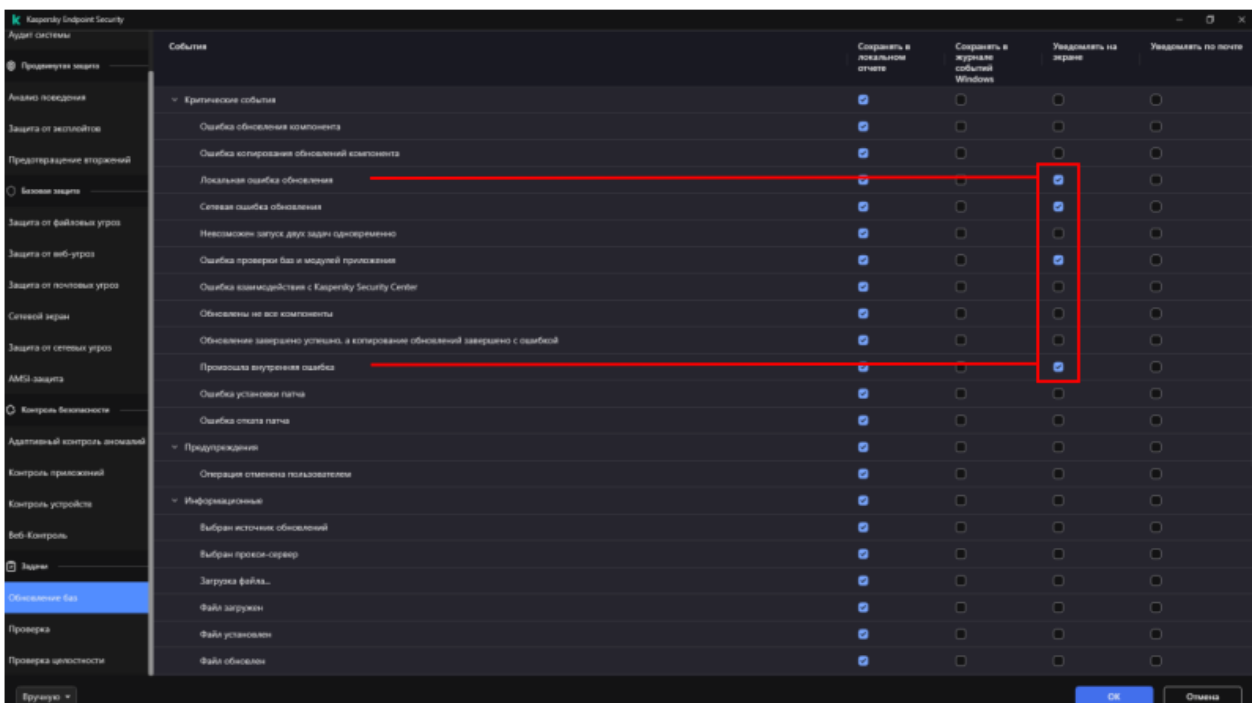 Kaspersky Endpoint Security
Аудит системы
Продвинутая защита
Анализ поведения
Защита от эксплойтов
Предотвращение вторжений
Базовая защита
Защита от файловых угроз
Защита от веб-угроз
Защита от почтовых угроз
Сетевой экран
Защита от сетевых угроз
AMSI-защита
Контроль безопасности
Адаптивный контроль аномалий
Контроль приложений
Контроль устройств
Веб-Контроль
Задачи
Обновление баз
Проверка
Проверка целостности
События
Сохранять в
локальном
отчете
Сохранять в
журнале
событий
Windows
Уведомлять на
экране
Уведомлять по почте
Критические события
Ошибка обновления компонента
Ошибка копирования обновлений компонента
Локальная ошибка обновления
Сетевая ошибка обновления
Невозможен запуск двух задач одновременно
Ошибка проверки баз и модулей приложения
Ошибка взаимодействия с Kaspersky Security Center
Обновлены не все компоненты
Обновление завершено успешно, а копирование обновлений завершено с ошибкой
Произошла внутренняя ошибка
Ошибка установки патча
Ошибка отката патча
Предупреждения
Операция отменена пользователем
Информационные
Выбран источник обновлений
Выбран прокси-сервер
Загрузка файла...
Файл загружен
Файл установлен
Файл обновлен
Вручную
ОК
Отмена